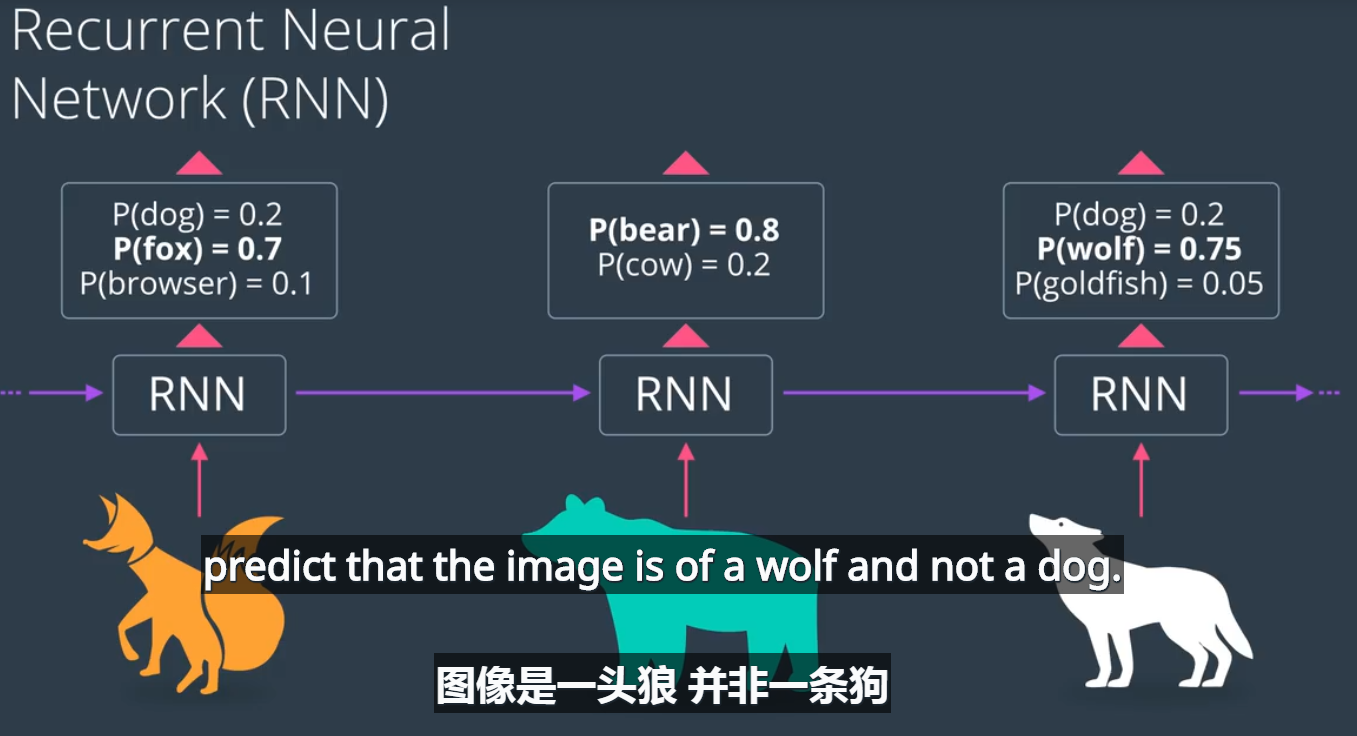 Recurrent Neural
Network (RNN)
P(dog) = 0.2
P(fox) = 0.7
P(browser) = 0.1
P(bear) = 0.8
P(cow) = 0.2
P(dog) = 0.2
P(wolf) = 0.75
P(goldfish) = 0.05
RNN
RNN
RNN
predict that the image is of a wolf and not a dog.
图像是一头狼 并非一条狗